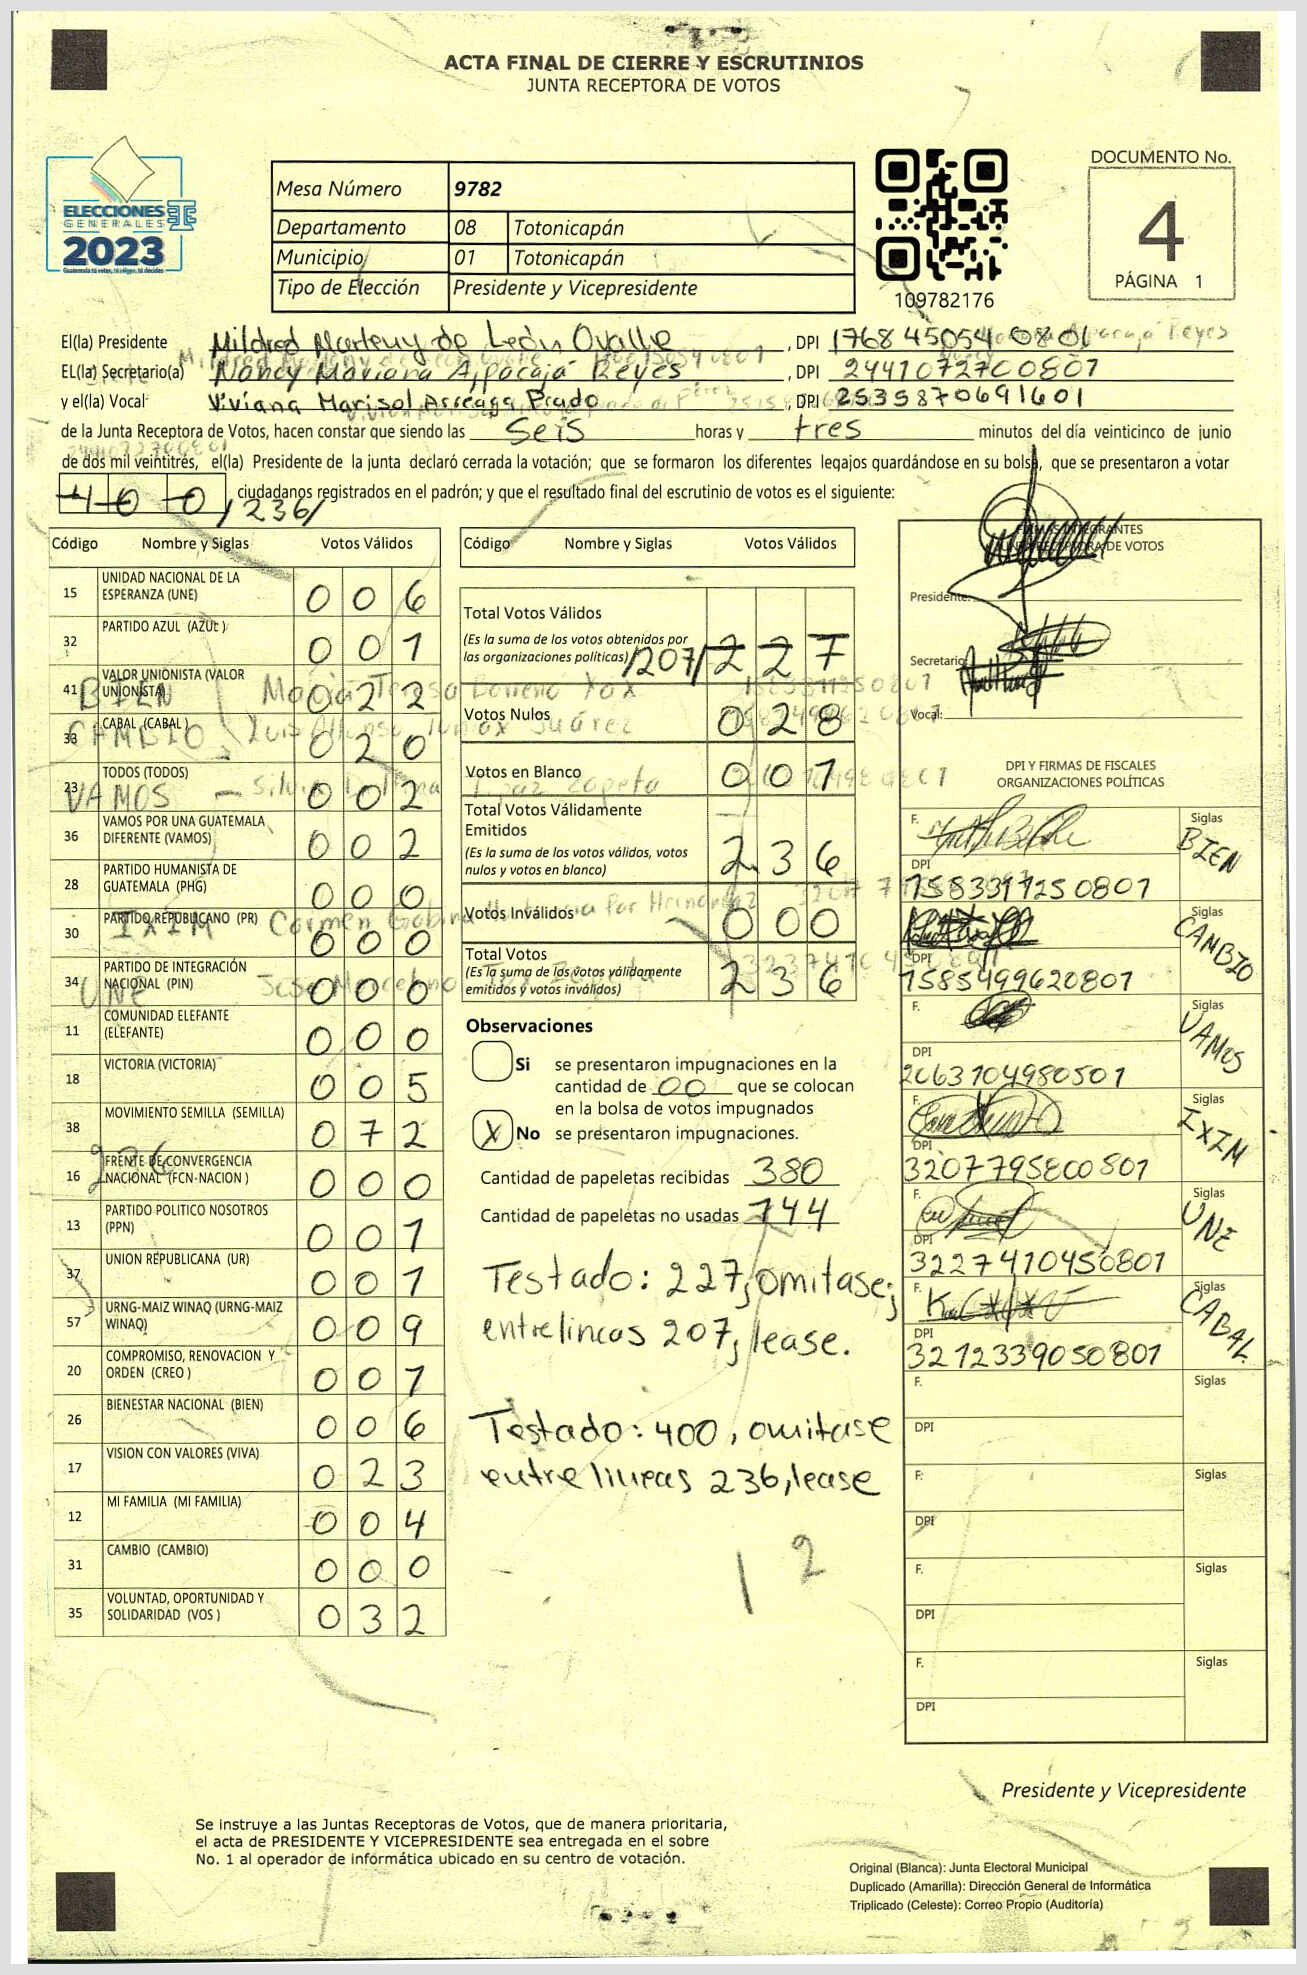 ACTA FINAL DE CIERRE Y ESCRUTINIOS
JUNTA RECEPTORA DE VOTOS
ELECCIONES
GENERALES
2023
Guatemala tú votas, tú eliges, tú decides
Mesa Número 9782
Departamento 08 Totonicapán
Municipio 01 Totonicapán
Tipo de Elección Presidente y Vicepresidente
109782176
DOCUMENTO No.
4
PÁGINA 1
El(la) Presidente Mildred Marleny de León Ovalle, DPI 1768 45054 0801
EL(la) Secretario(a) Nancy Mariana Ajpacajá Reyes, DPI 2441072700801
y el(la) Vocal Viviana Marisol Arreaga Prado, DPI 2535870691601
de la Junta Receptora de Votos, hacen constar que siendo las seis horas y tres minutos del día veinticinco de junio
de dos mil veintitrés, el(la) Presidente de la junta declaró cerrada la votación; que se formaron los diferentes legajos guardándose en su bolsa, que se presentaron a votar
400 /236/ ciudadanos registrados en el padrón; y que el resultado final del escrutinio de votos es el siguiente:
Código Nombre y Siglas Votos Válidos
15 UNIDAD NACIONAL DE LA ESPERANZA (UNE) 0 0 6
32 PARTIDO AZUL (AZUL ) 0 0 1
41 VALOR UNIONISTA (VALOR UNIONISTA) 0 2 2
33 CABAL (CABAL ) 0 2 0
23 TODOS (TODOS) 0 0 2
36 VAMOS POR UNA GUATEMALA DIFERENTE (VAMOS) 0 0 2
28 PARTIDO HUMANISTA DE GUATEMALA (PHG) 0 0 0
30 PARTIDO REPUBLICANO (PR) 0 0 0
34 PARTIDO DE INTEGRACIÓN NACIONAL (PIN) 0 0 0
11 COMUNIDAD ELEFANTE (ELEFANTE) 0 0 0
18 VICTORIA (VICTORIA) 0 0 5
38 MOVIMIENTO SEMILLA (SEMILLA) 0 7 2
16 FRENTE DE CONVERGENCIA NACIONAL (FCN-NACION ) 0 0 0
13 PARTIDO POLITICO NOSOTROS (PPN) 0 0 1
37 UNION REPUBLICANA (UR) 0 0 1
57 URNG-MAIZ WINAQ (URNG-MAIZ WINAQ) 0 0 9
20 COMPROMISO, RENOVACION Y ORDEN (CREO ) 0 0 1
26 BIENESTAR NACIONAL (BIEN) 0 0 6
17 VISION CON VALORES (VIVA) 0 2 3
12 MI FAMILIA (MI FAMILIA) 0 0 4
31 CAMBIO (CAMBIO) 0 0 0
35 VOLUNTAD, OPORTUNIDAD Y SOLIDARIDAD (VOS ) 0 3 2
Código Nombre y Siglas Votos Válidos
Total Votos Válidos
(Es la suma de los votos obtenidos por
las organizaciones políticas) /207/ 2 2 7
Votos Nulos 0 2 8
Votos en Blanco 0 0 1
Total Votos Válidamente
Emitidos
(Es la suma de los votos válidos, votos
nulos y votos en blanco) 2 3 6
Votos Inválidos 0 0 0
Total Votos
(Es la suma de los votos válidamente
emitidos y votos inválidos) 2 3 6
Observaciones
Si se presentaron impugnaciones en la
cantidad de 00 que se colocan
en la bolsa de votos impugnados
X No se presentaron impugnaciones.
Cantidad de papeletas recibidas 380
Cantidad de papeletas no usadas 144
Testado: 227, omitase;
entrelineas 207, lease.
Testado: 400, omitase
entre lineas 236, lease
1 2
FIRMAS INTEGRANTES
JUNTA RECEPTORA DE VOTOS
Presidente:
Secretario
Vocal:
DPI Y FIRMAS DE FISCALES
ORGANIZACIONES POLÍTICAS
F. Siglas BIEN
DPI 1583311250801
Siglas CAMBIO
DPI 1585499620801
F. Siglas VAMOS
DPI 2063104980501
F. Siglas IXIM
DPI 3207795800801
F. Siglas UNE
DPI 3227410450801
F. Siglas CABAL
DPI 3212339050801
F. Siglas
DPI
F. Siglas
DPI
F. Siglas
DPI
F. Siglas
DPI
Presidente y Vicepresidente
Se instruye a las Juntas Receptoras de Votos, que de manera prioritaria,
el acta de PRESIDENTE Y VICEPRESIDENTE sea entregada en el sobre
No. 1 al operador de informática ubicado en su centro de votación.
Original (Blanca): Junta Electoral Municipal
Duplicado (Amarilla): Dirección General de Informática
Triplicado (Celeste): Correo Propio (Auditoría)